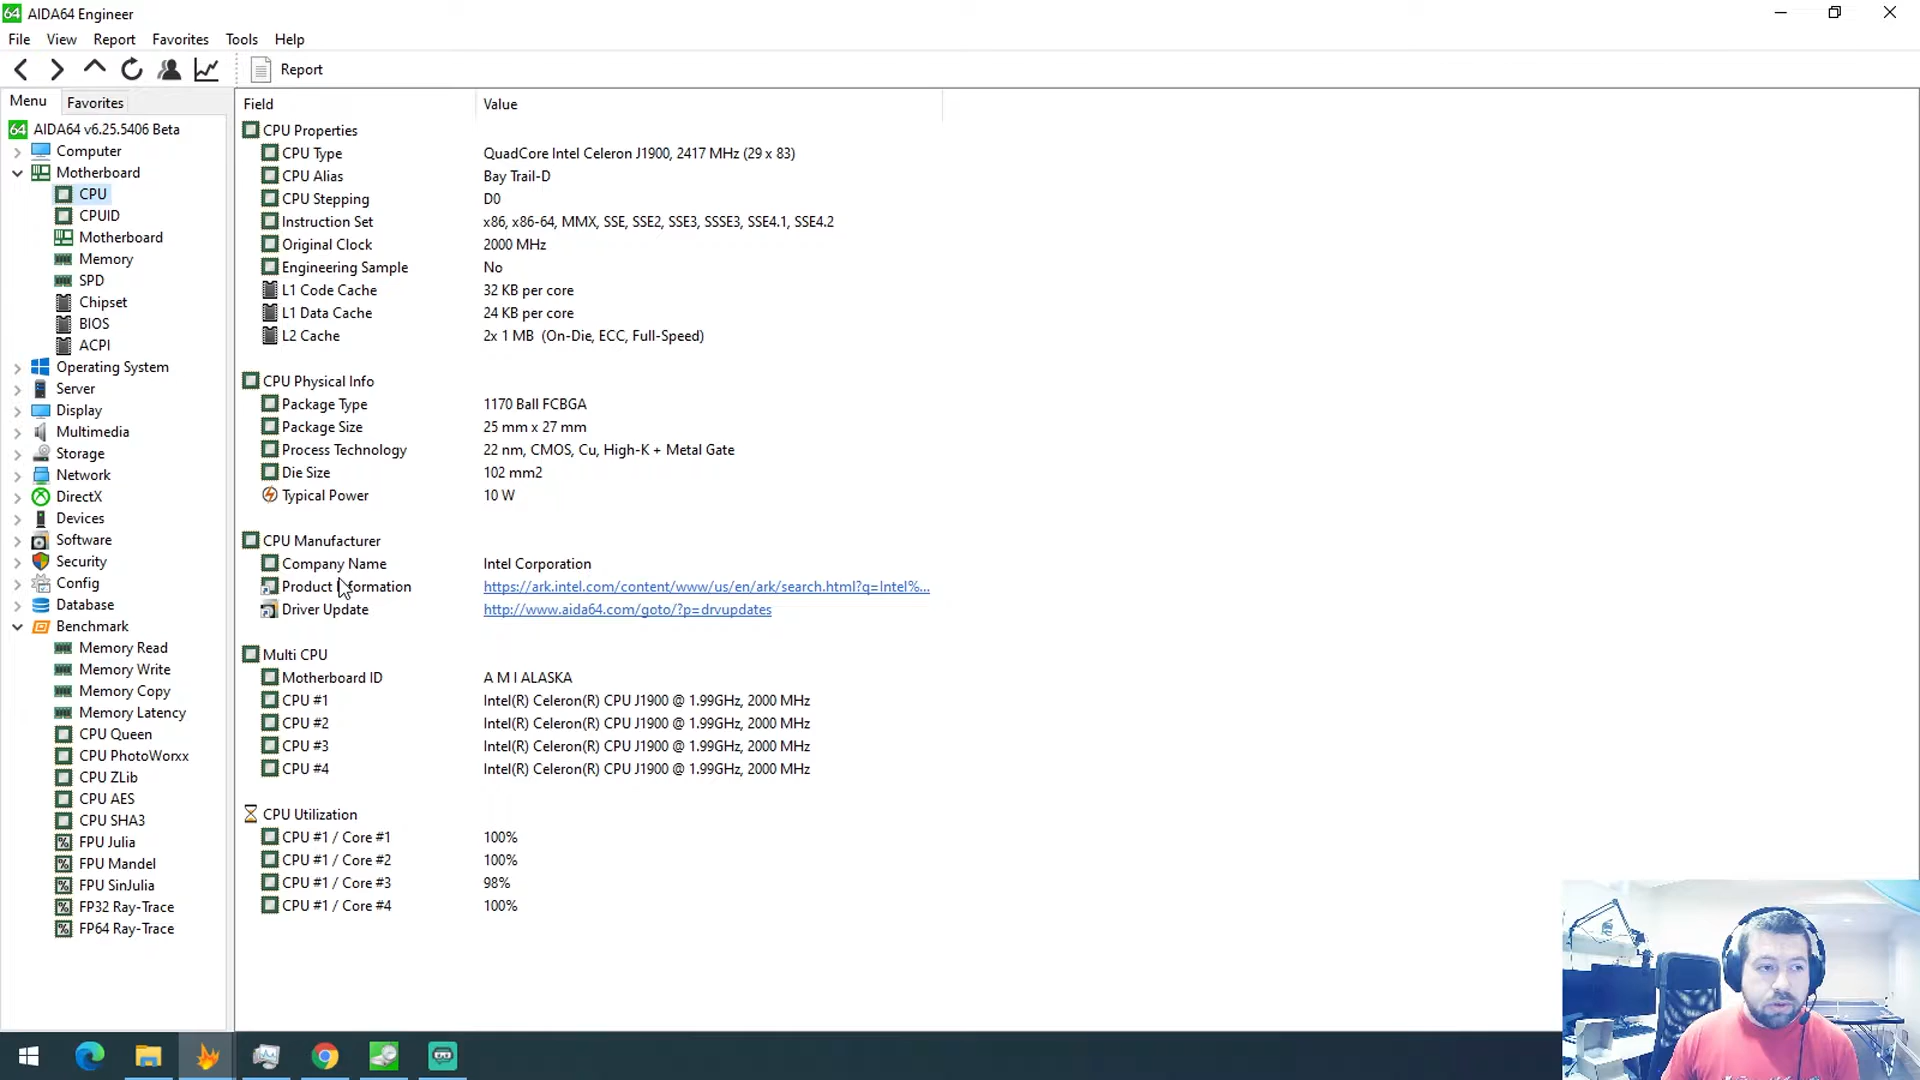 64 AIDA64 Engineer
File View Report Favorites Tools Help
Report
Menu Favorites
Field Value
64 AIDA64 v6.25.5406 Beta
Computer
Motherboard
CPU
CPUID
Motherboard
Memory
SPD
Chipset
BIOS
ACPI
Operating System
Server
Display
Multimedia
Storage
Network
DirectX
Devices
Software
Security
Config
Database
Benchmark
Memory Read
Memory Write
Memory Copy
Memory Latency
CPU Queen
CPU PhotoWorxx
CPU ZLib
CPU AES
CPU SHA3
FPU Julia
FPU Mandel
FPU SinJulia
FP32 Ray-Trace
FP64 Ray-Trace
CPU Properties
CPU Type QuadCore Intel Celeron J1900, 2417 MHz (29 x 83)
CPU Alias Bay Trail-D
CPU Stepping D0
Instruction Set x86, x86-64, MMX, SSE, SSE2, SSE3, SSSE3, SSE4.1, SSE4.2
Original Clock 2000 MHz
Engineering Sample No
L1 Code Cache 32 KB per core
L1 Data Cache 24 KB per core
L2 Cache 2x 1 MB (On-Die, ECC, Full-Speed)
CPU Physical Info
Package Type 1170 Ball FCBGA
Package Size 25 mm x 27 mm
Process Technology 22 nm, CMOS, Cu, High-K + Metal Gate
Die Size 102 mm2
Typical Power 10 W
CPU Manufacturer
Company Name Intel Corporation
Product Information https://ark.intel.com/content/www/us/en/ark/search.html?q=Intel%...
Driver Update http://www.aida64.com/goto/?p=drvupdates
Multi CPU
Motherboard ID A M I ALASKA
CPU #1 Intel(R) Celeron(R) CPU J1900 @ 1.99GHz, 2000 MHz
CPU #2 Intel(R) Celeron(R) CPU J1900 @ 1.99GHz, 2000 MHz
CPU #3 Intel(R) Celeron(R) CPU J1900 @ 1.99GHz, 2000 MHz
CPU #4 Intel(R) Celeron(R) CPU J1900 @ 1.99GHz, 2000 MHz
CPU Utilization
CPU #1 / Core #1 100%
CPU #1 / Core #2 100%
CPU #1 / Core #3 98%
CPU #1 / Core #4 100%